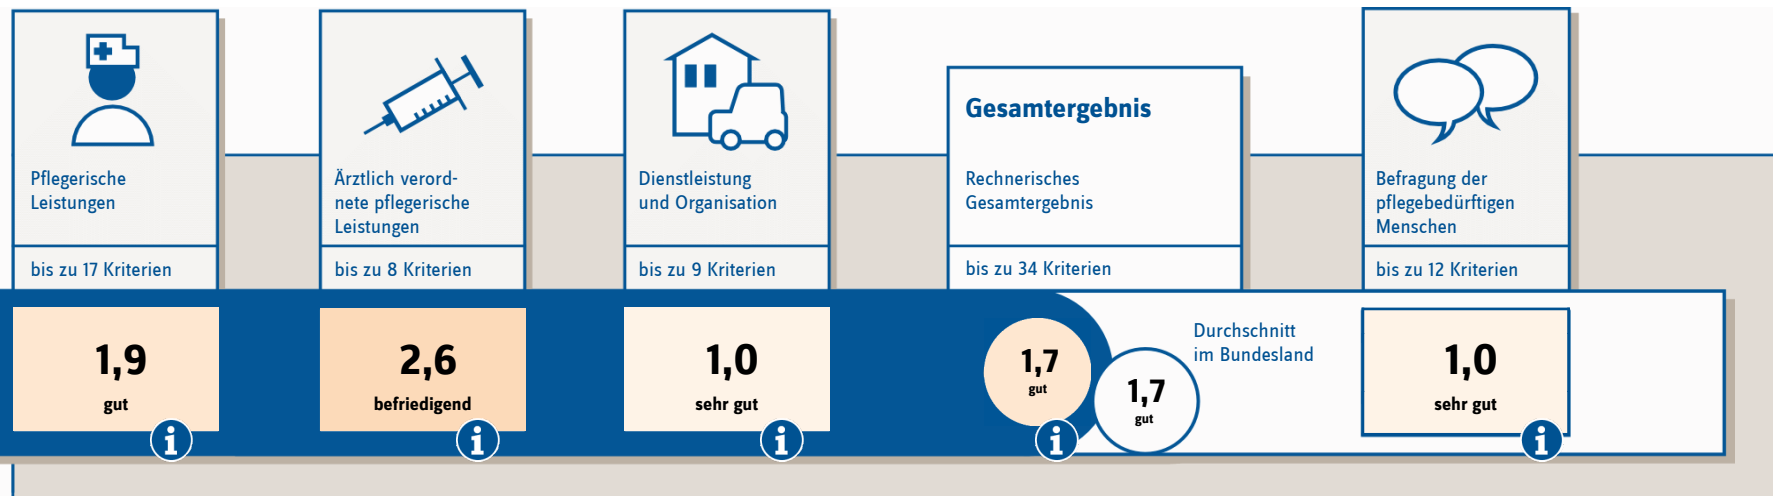 Pflegerische
Leistungen
bis zu 17 Kriterien
1,9
gut
i
Ärztlich verord-
nete pflegerische
Leistungen
bis zu 8 Kriterien
2,6
befriedigend
i
Dienstleistung
und Organisation
bis zu 9 Kriterien
1,0
sehr gut
i
Gesamtergebnis
Rechnerisches
Gesamtergebnis
bis zu 34 Kriterien
1,7
gut
i
Durchschnitt
im Bundesland
1,7
gut
Befragung der
pflegebedürftigen
Menschen
bis zu 12 Kriterien
1,0
sehr gut
i